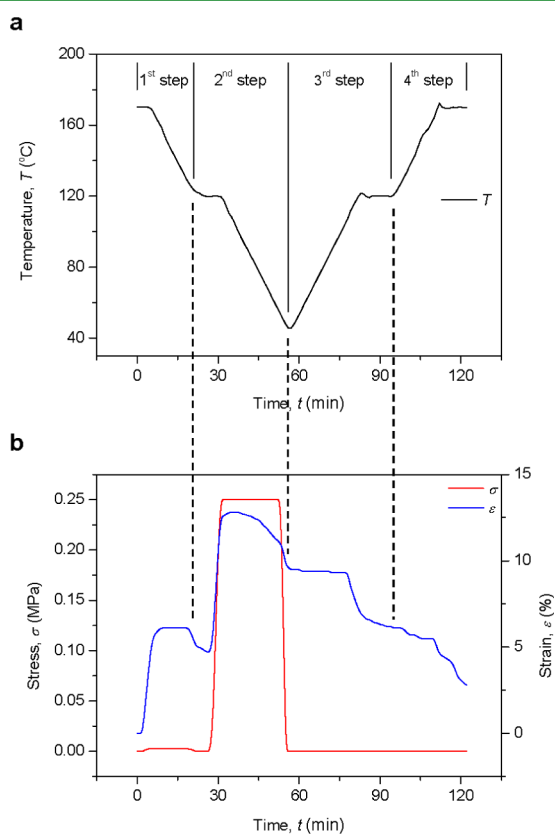 a
200
160
120
80
40
Temperature, T (°C)
1st step
2nd step
3rd step
4th step
T
0
30
60
90
120
Time, t (min)
b
0.25
0.20
0.15
0.10
0.05
0.00
Stress, σ (MPa)
σ
ε
15
10
5
0
Strain, ε (%)
0
30
60
90
120
Time, t (min)